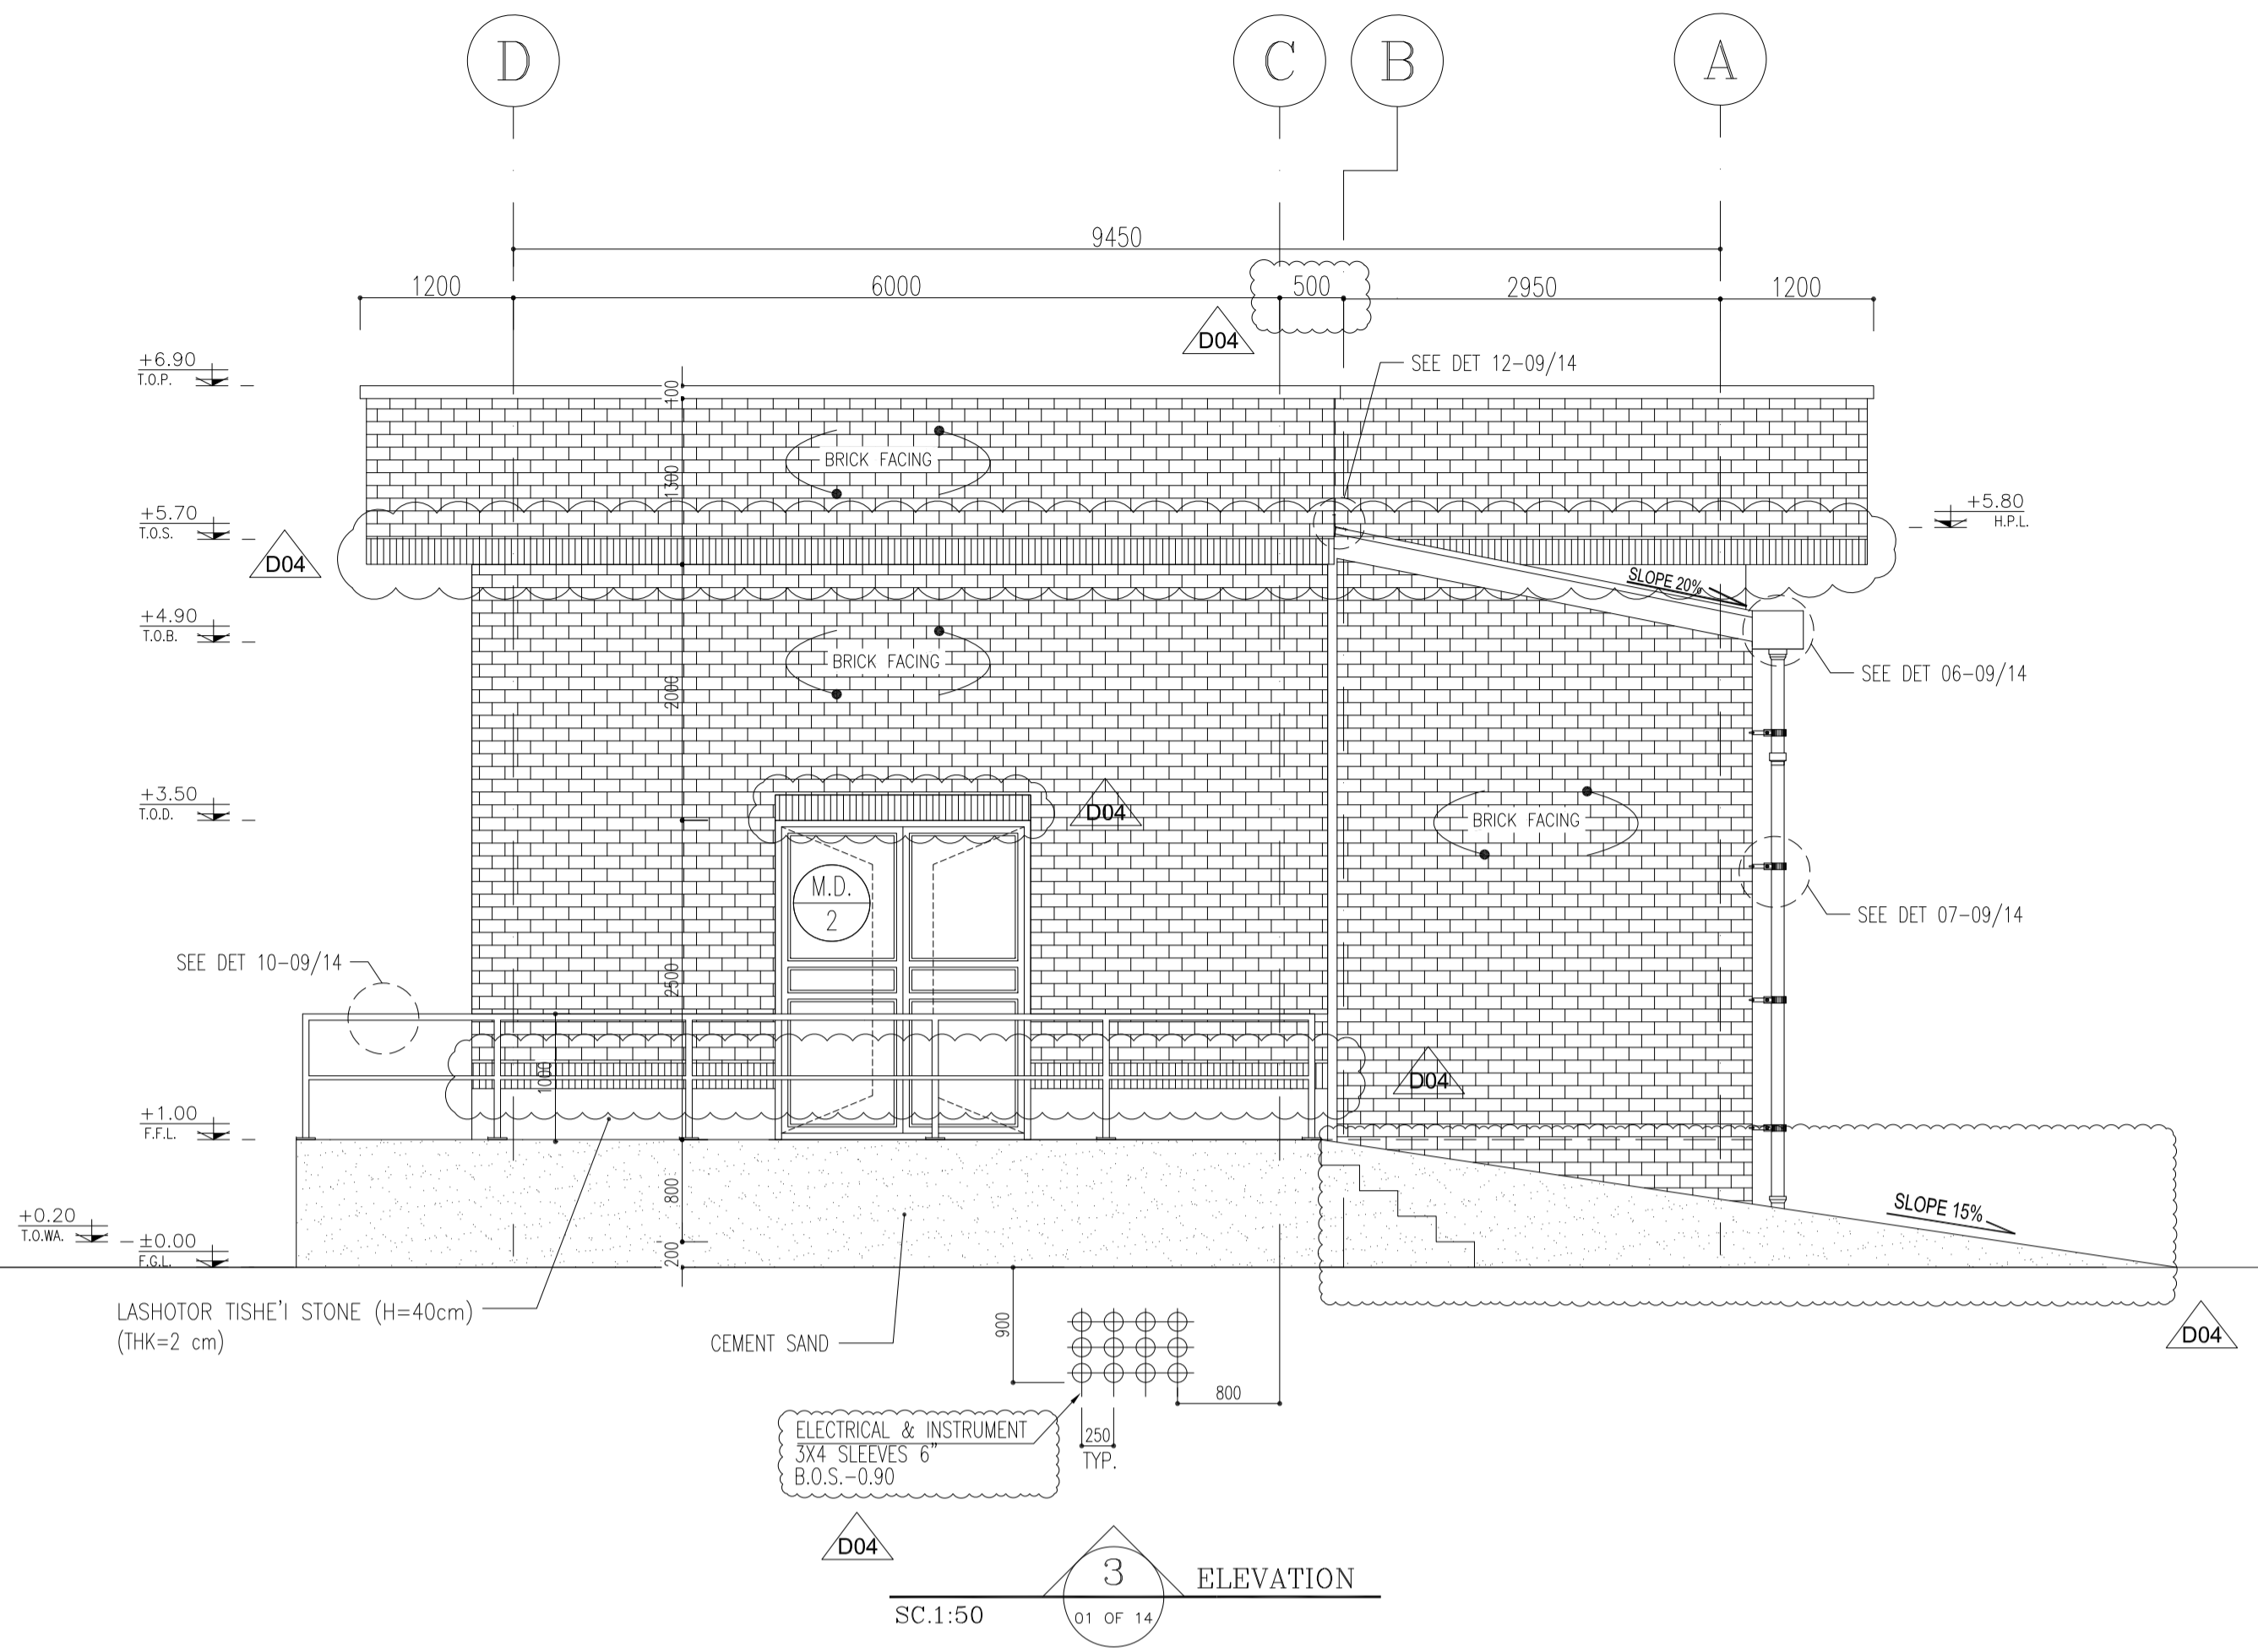 D
C
B
A
9450
1200
6000
500
2950
1200
D04
SEE DET 12-09/14
+6.90
T.O.P.
100
BRICK FACING
1300
+5.70
T.O.S.
+5.80
H.P.L.
D04
SLOPE 20%
+4.90
T.O.B.
BRICK FACING
2000
SEE DET 06-09/14
+3.50
T.O.D.
D04
BRICK FACING
M.D.
2
SEE DET 07-09/14
SEE DET 10-09/14
2500
1000
D04
+1.00
F.F.L.
800
SLOPE 15%
+0.20
T.O.WA.
±0.00
F.G.L.
200
LASHOTOR TISHE'I STONE (H=40cm)
(THK=2 cm)
CEMENT SAND
900
D04
800
ELECTRICAL & INSTRUMENT
3X4 SLEEVES 6"
B.O.S.-0.90
250
TYP.
D04
3
ELEVATION
SC.1:50
01 OF 14